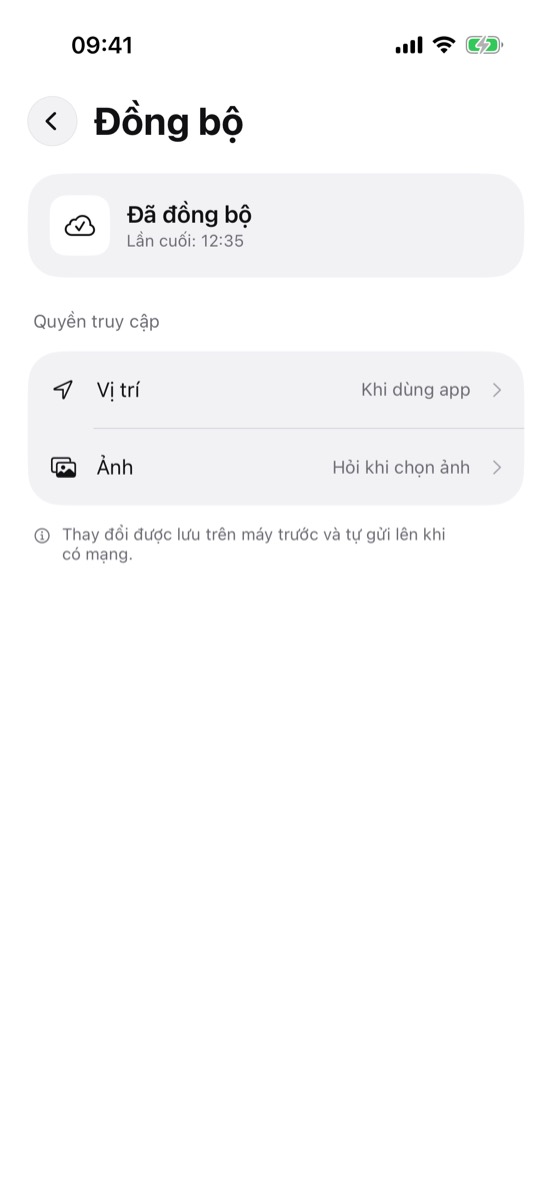 09:41
Đồng bộ
Đã đồng bộ
Lần cuối: 12:35
Quyền truy cập
Vị trí Khi dùng app
Ảnh Hỏi khi chọn ảnh
Thay đổi được lưu trên máy trước và tự gửi lên khi
có mạng.